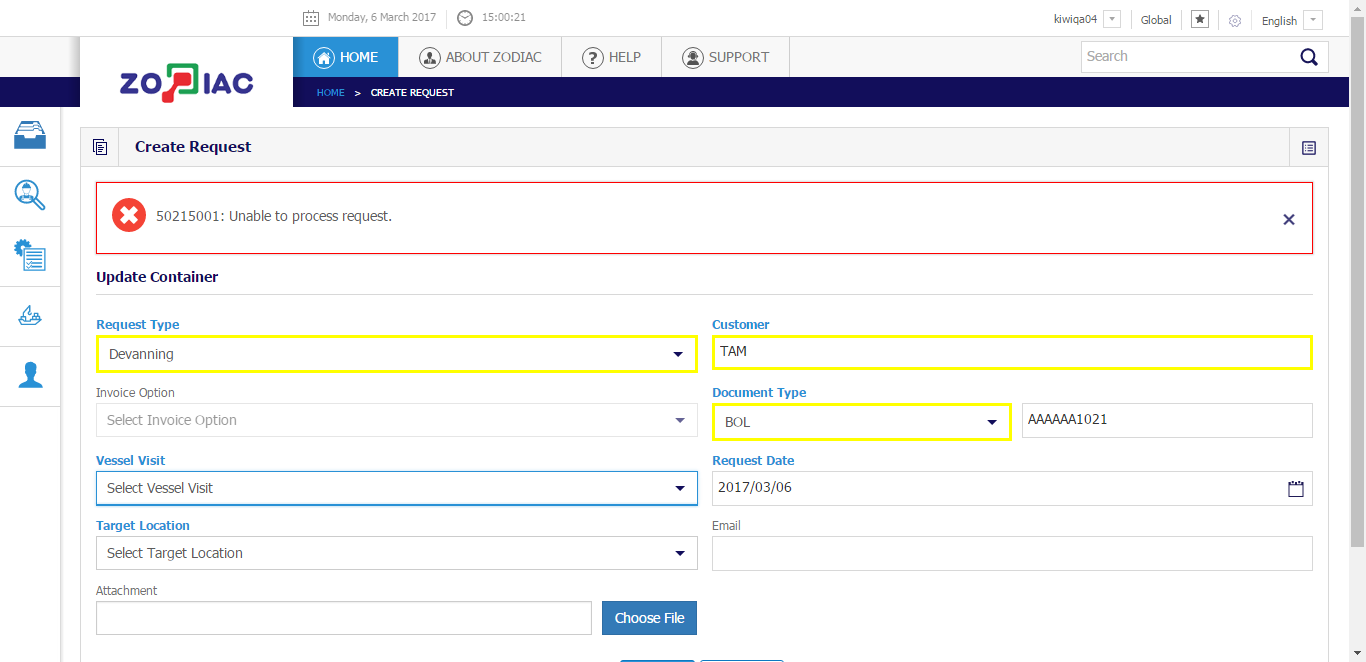 Monday, 6 March 2017 15:00:21 kiwiqa04 Global English
ZODIAC HOME ABOUT ZODIAC HELP SUPPORT Search
HOME > CREATE REQUEST
Create Request
50215001: Unable to process request.
Update Container
Request Type Customer
Devanning TAM
Invoice Option Document Type
Select Invoice Option BOL AAAAAA1021
Vessel Visit Request Date
Select Vessel Visit 2017/03/06
Target Location Email
Select Target Location
Attachment
Choose File